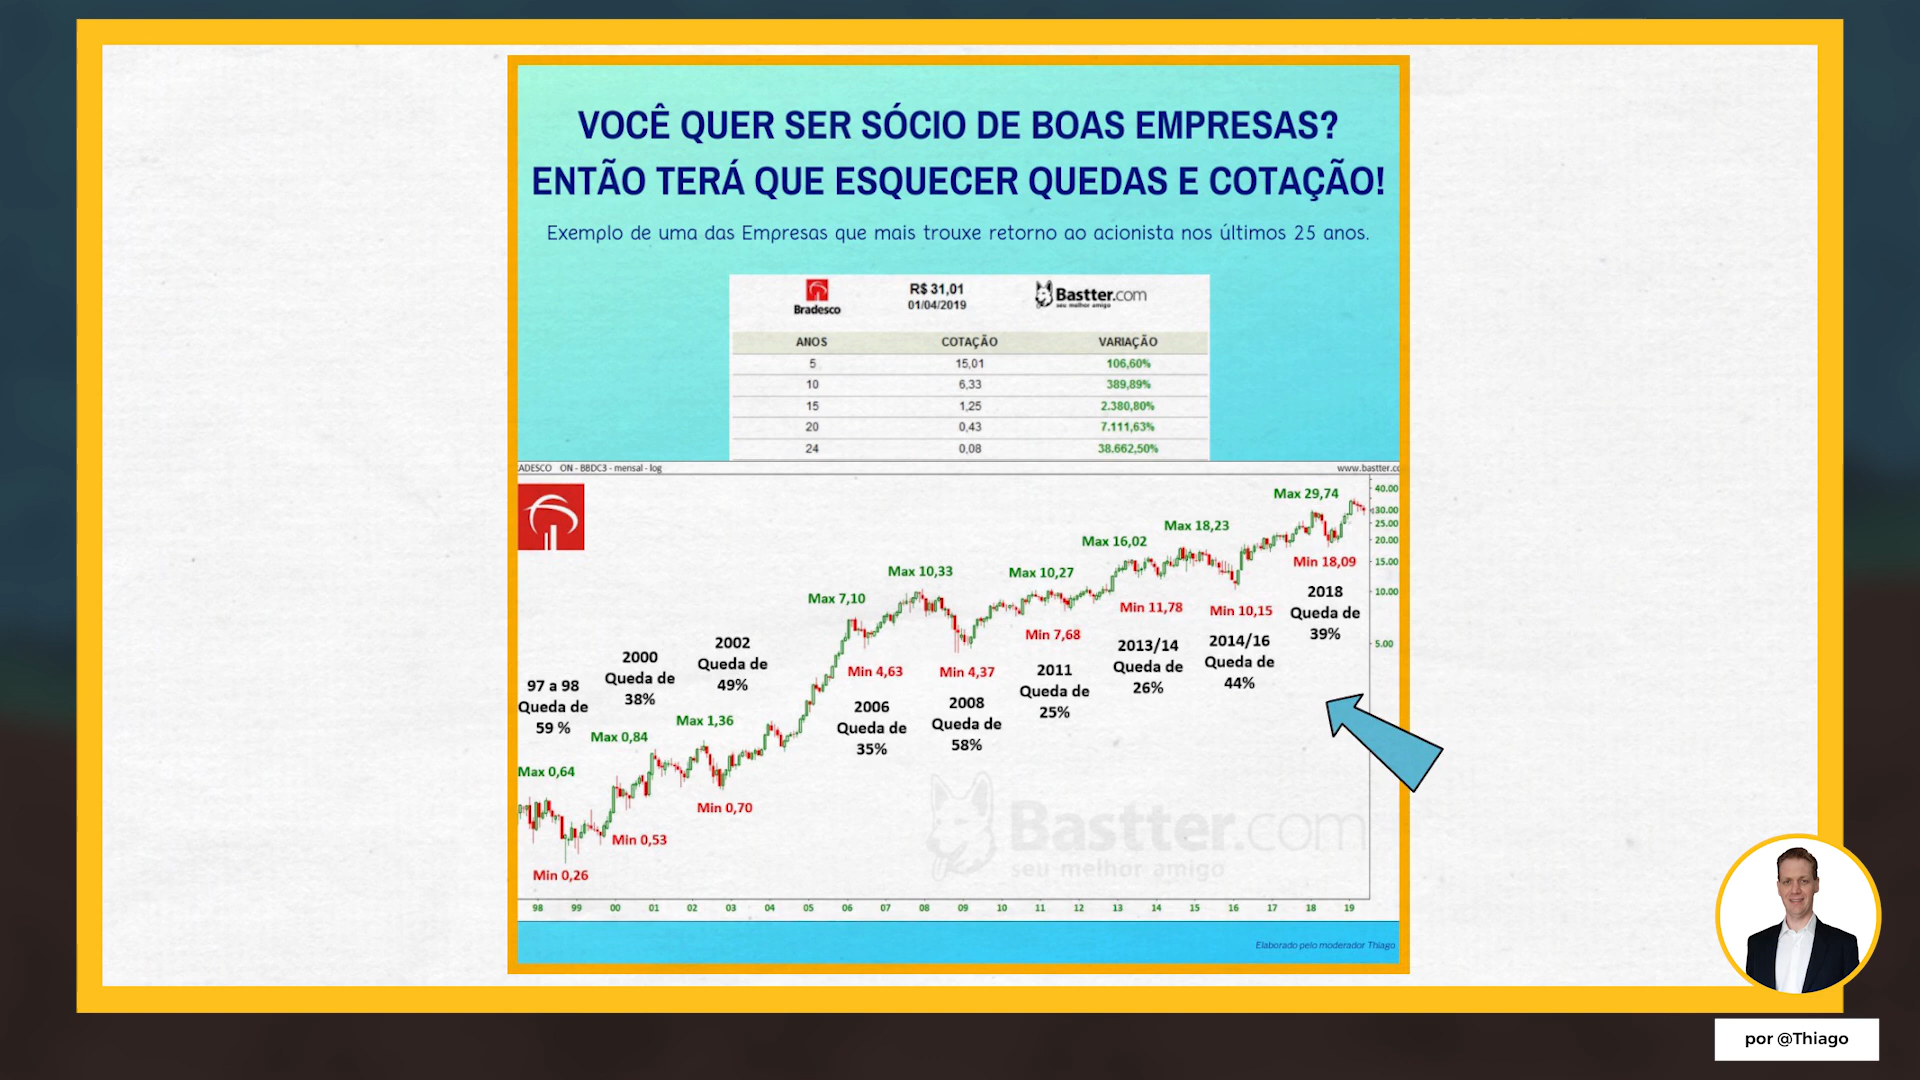 VOCÊ QUER SER SÓCIO DE BOAS EMPRESAS?
ENTÃO TERÁ QUE ESQUECER QUEDAS E COTAÇÃO!
Exemplo de uma das Empresas que mais trouxe retorno ao acionista nos últimos 25 anos.
Bradesco
R$ 31,01
01/04/2019
Bastter.com
seu melhor amigo
ANOS COTAÇÃO VARIAÇÃO
5 15,01 106,60%
10 6,33 389,89%
15 1,25 2.380,80%
20 0,43 7.111,63%
24 0,08 38.662,50%
ADESCO ON - BBDC3 - mensal - log
www.bastter.co
Max 29,74
Max 18,23
Max 16,02
Max 10,33
Max 10,27
Max 7,10
Max 1,36
Max 0,84
Max 0,64
Min 18,09
Min 11,78
Min 10,15
Min 7,68
Min 4,63
Min 4,37
Min 0,70
Min 0,53
Min 0,26
97 a 98
Queda de
59 %
2000
Queda de
38%
2002
Queda de
49%
2006
Queda de
35%
2008
Queda de
58%
2011
Queda de
25%
2013/14
Queda de
26%
2014/16
Queda de
44%
2018
Queda de
39%
40.00
30.00
25.00
20.00
15.00
10.00
5.00
Bastter.com
seu melhor amigo
98 99 00 01 02 03 04 05 06 07 08 09 10 11 12 13 14 15 16 17 18 19
Elaborado pelo moderador Thiago
por @Thiago